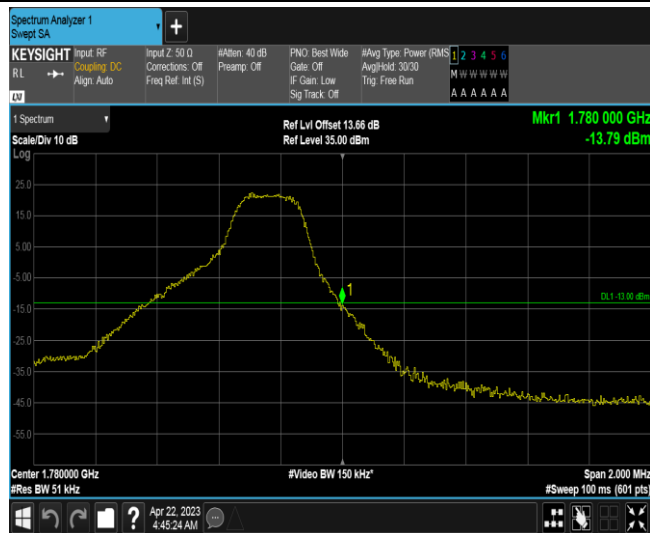 Spectrum Analyzer 1
Swept SA
+
KEYSIGHT
RL
LXI
Input: RF
Coupling: DC
Align: Auto
Input Z: 50 Ω
Corrections: Off
Freq Ref: Int (S)
#Atten: 40 dB
Preamp: Off
PNO: Best Wide
Gate: Off
IF Gain: Low
Sig Track: Off
#Avg Type: Power (RMS
Avg|Hold: 30/30
Trig: Free Run
1 2 3 4 5 6
M W W W W W
A A A A A A
1 Spectrum
Scale/Div 10 dB
Log
Ref Lvl Offset 13.66 dB
Ref Level 35.00 dBm
Mkr1 1.780 000 GHz
-13.79 dBm
25.0
15.0
5.00
-5.00
-15.0
-25.0
-35.0
-45.0
-55.0
1
DL1 -13.00 dBm
Center 1.780000 GHz
#Res BW 51 kHz
#Video BW 150 kHz*
Span 2.000 MHz
#Sweep 100 ms (601 pts)
?
Apr 22, 2023
4:45:24 AM